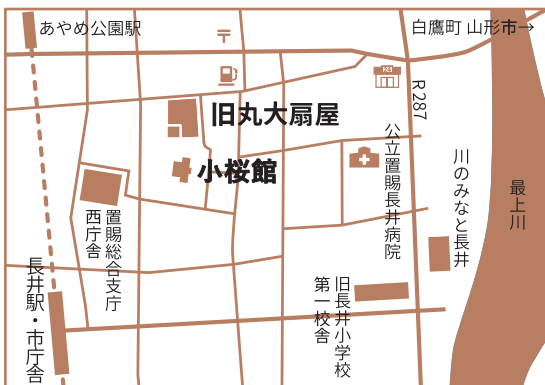 あやめ公園駅
白鷹町 山形市→
〒
24
R287
旧丸大扇屋
小桜館
公立置賜長井病院
川のみなと長井
最上川
置賜総合支庁
西庁舎
長井駅・市庁舎
旧長井小学校
第一校舎